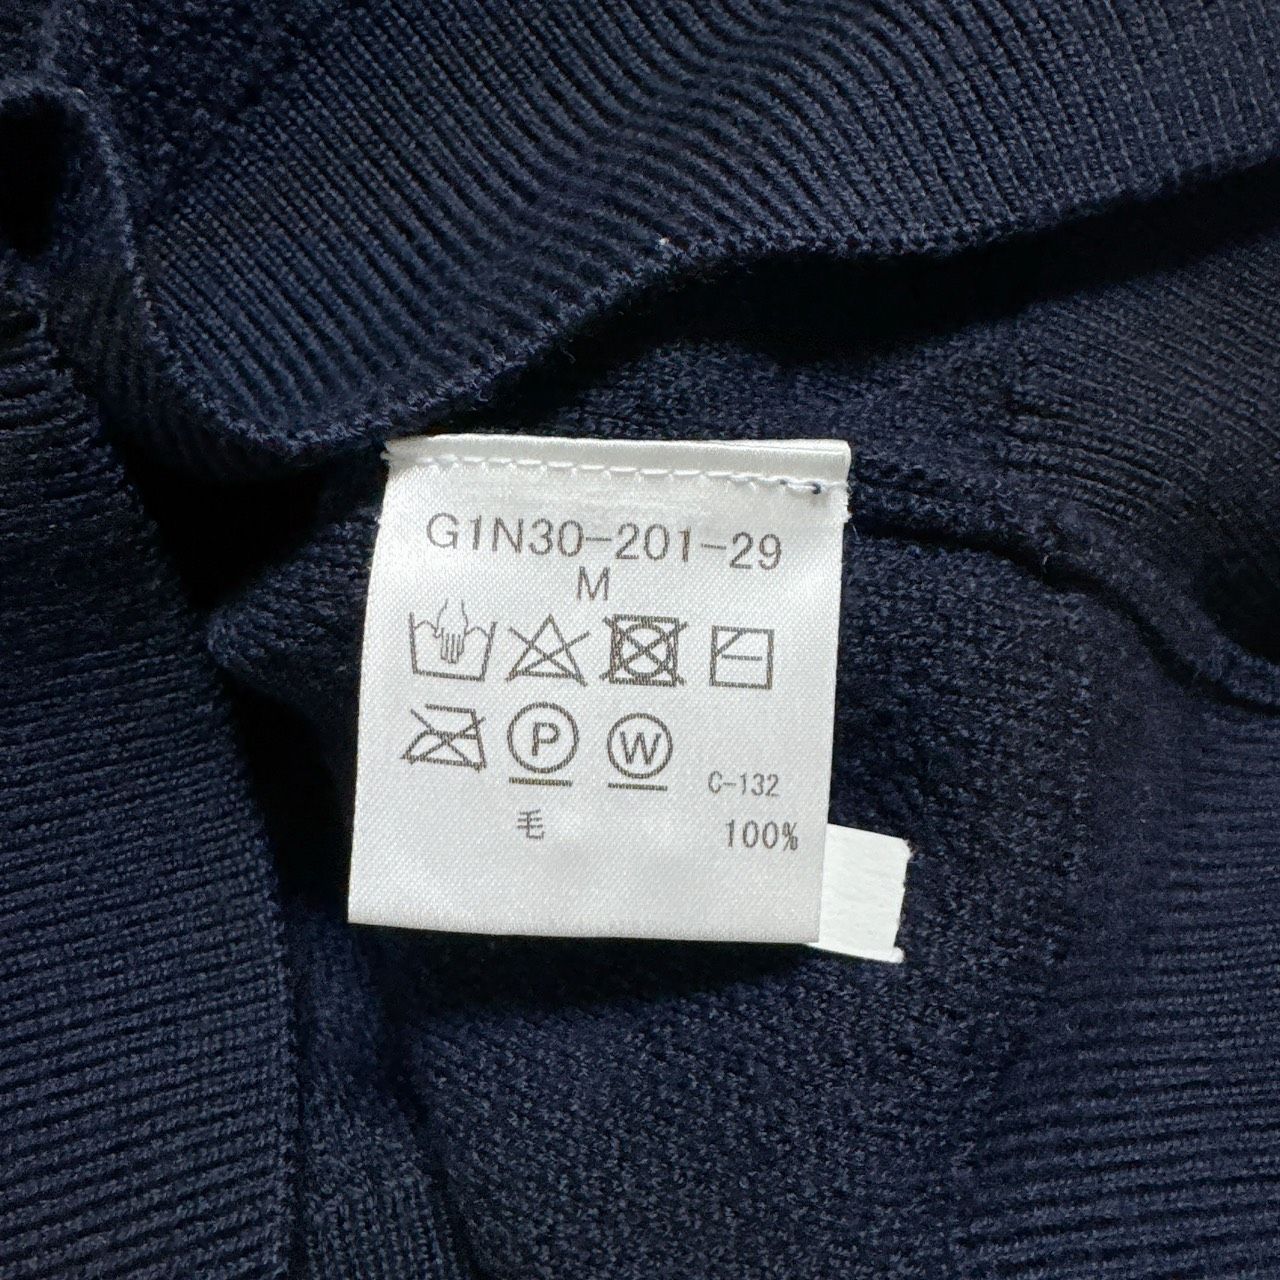 G1N30-201-29
M
P
W
C-132
毛 100%